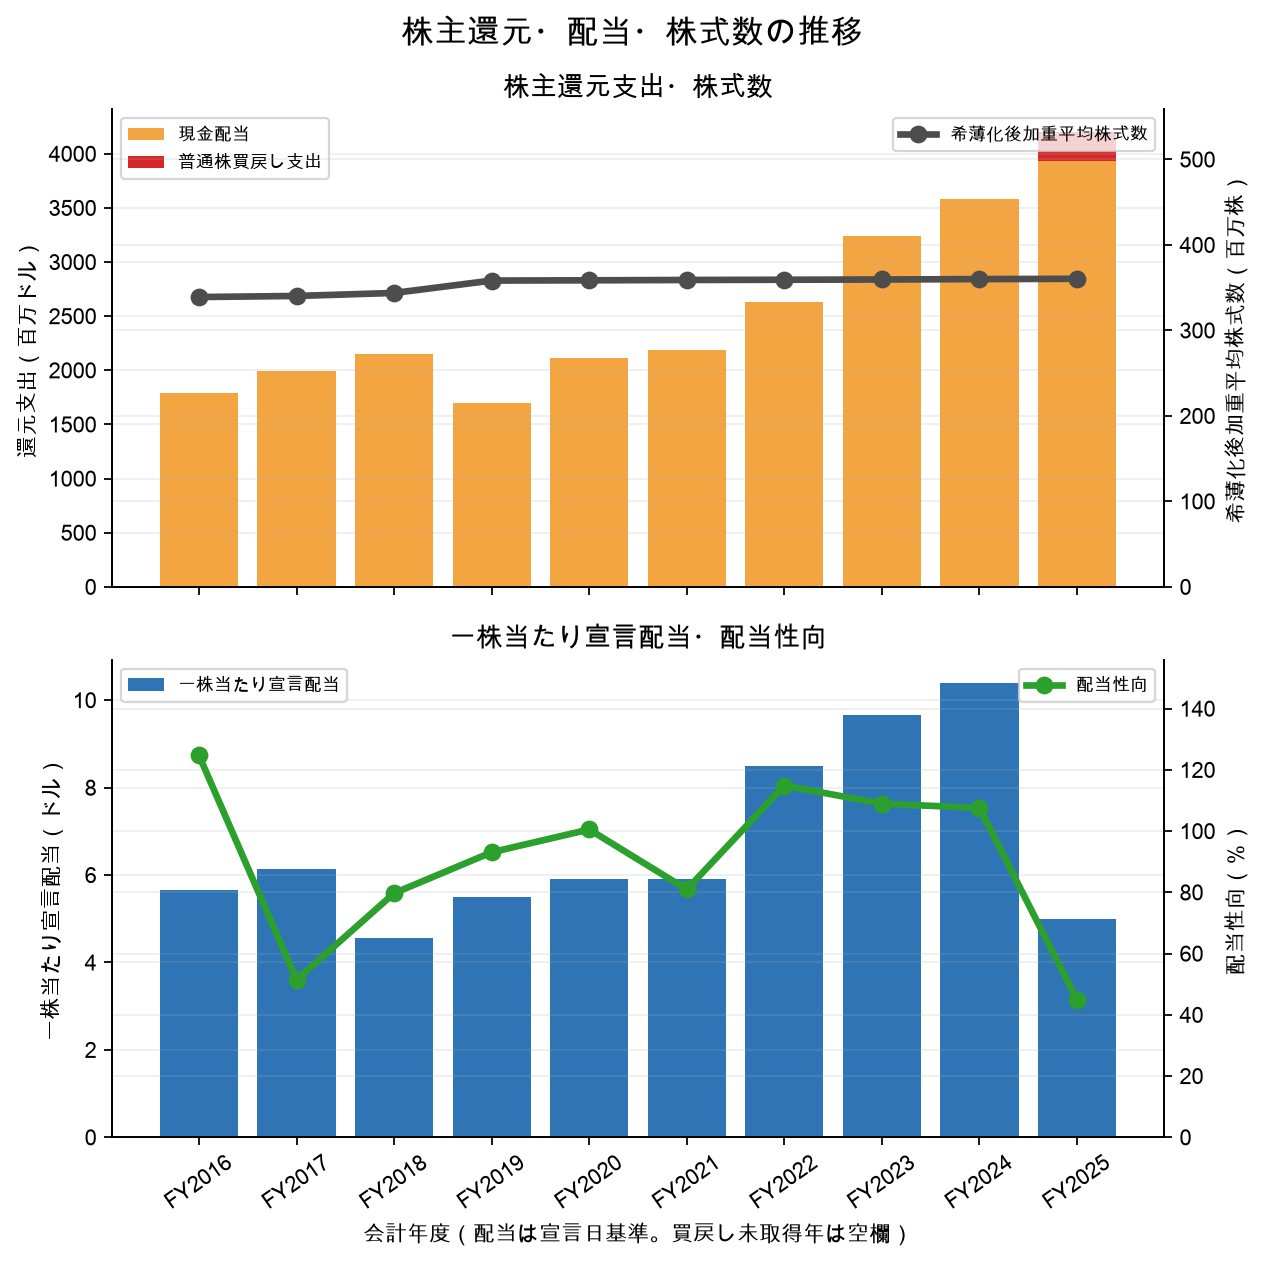 株主還元・配当・株式数の推移
株主還元支出・株式数
現金配当
普通株買戻し支出
希薄化後加重平均株式数
還元支出(百万ドル)
4000
3500
3000
2500
2000
1500
1000
500
0
500
400
300
200
100
0
希薄化後加重平均株式数(百万株)
一株当たり宣言配当・配当性向
一株当たり宣言配当
配当性向
一株当たり宣言配当(ドル)
10
8
6
4
2
0
140
120
100
80
60
40
20
0
配当性向(%)
FY2016
FY2017
FY2018
FY2019
FY2020
FY2021
FY2022
FY2023
FY2024
FY2025
会計年度(配当は宣言日基準。買戻し未取得年は空欄)